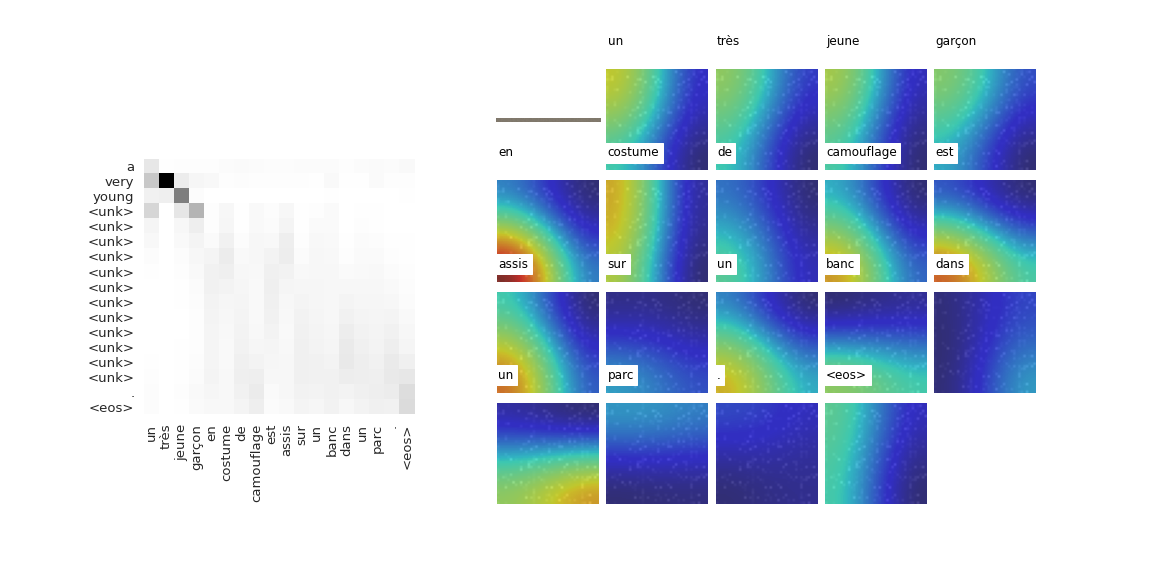 a
very
young
<unk>
<unk>
<unk>
<unk>
<unk>
<unk>
<unk>
<unk>
<unk>
<unk>
<unk>
<unk>
.
<eos>
un
très
jeune
garçon
en
costume
de
camouflage
est
assis
sur
un
banc
dans
un
parc
.
<eos>
un très jeune garçon
en costume de camouflage est
assis sur un banc dans
un parc . <eos>